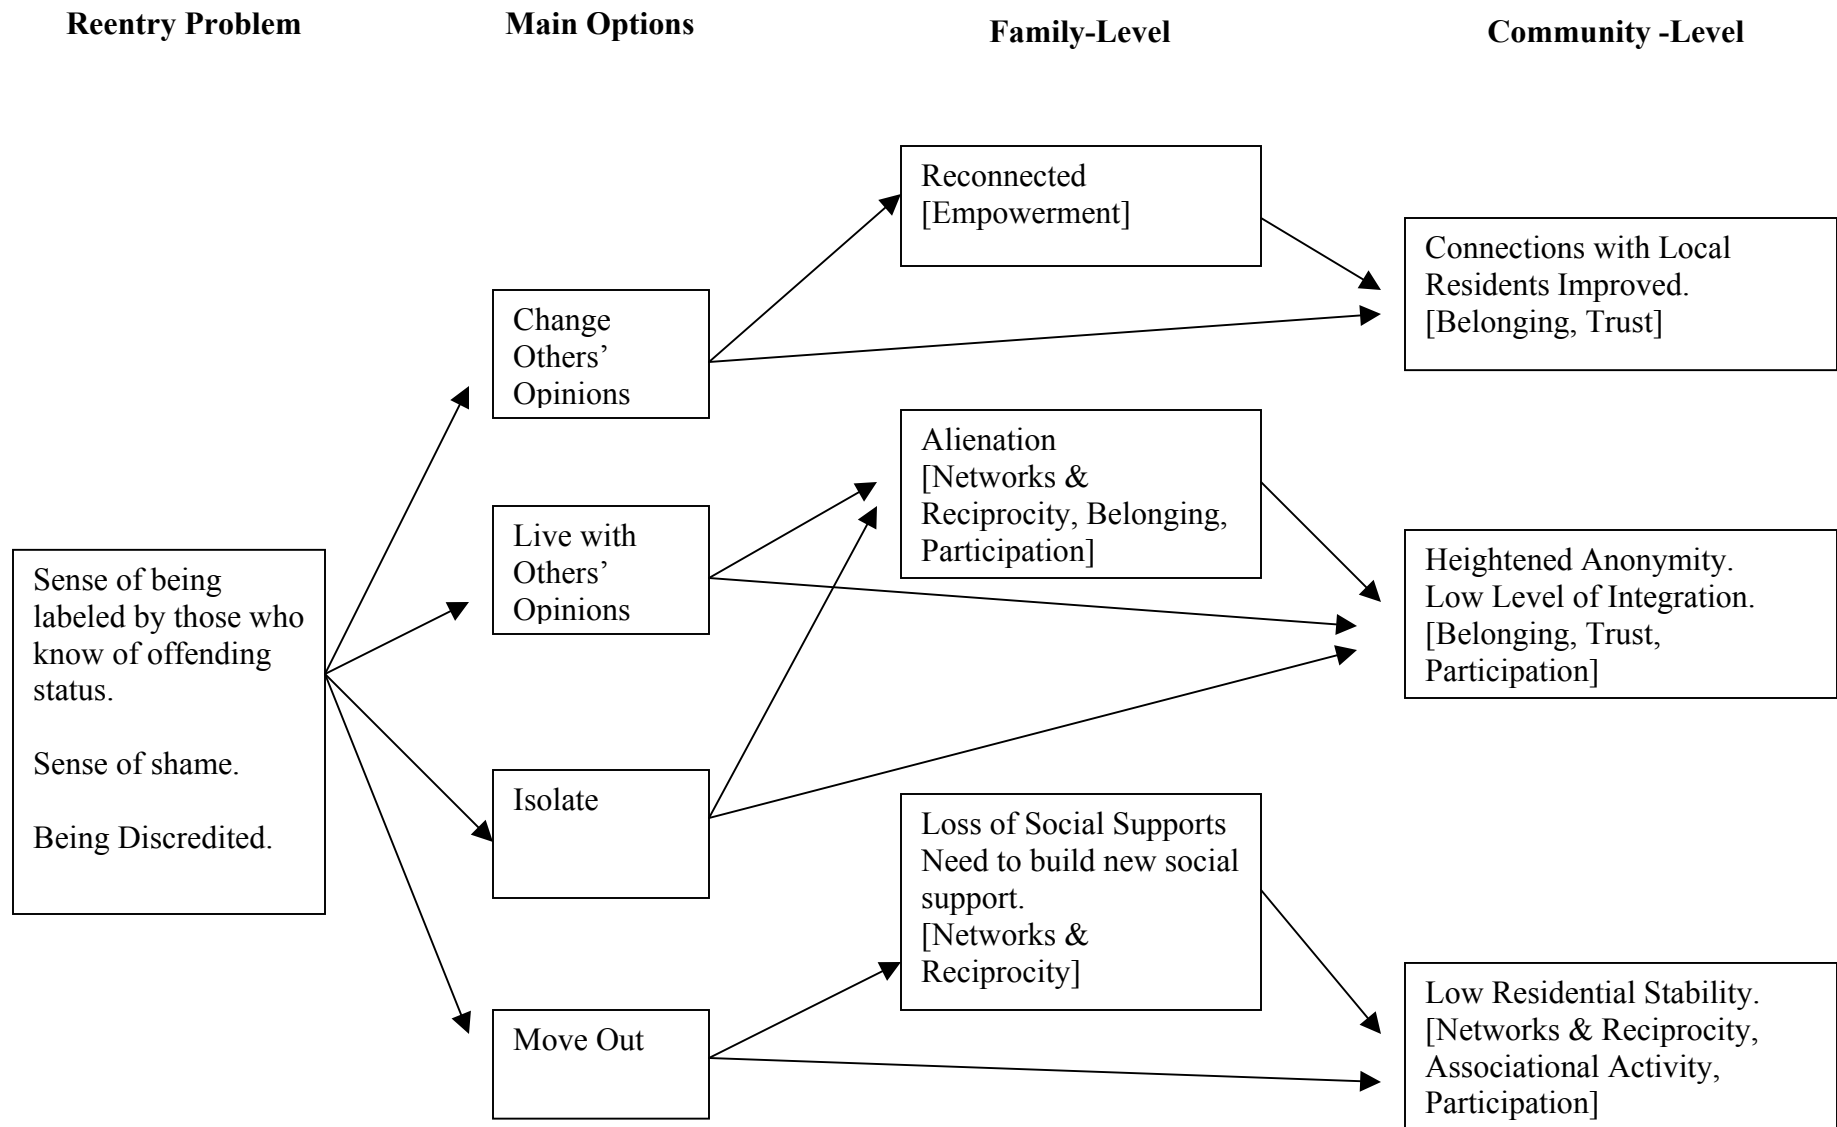 Reentry Problem
Main Options
Family-Level
Community -Level
Sense of being
labeled by those who
know of offending
status.
Sense of shame.
Being Discredited.
Change
Others’
Opinions
Live with
Others’
Opinions
Isolate
Move Out
Reconnected
[Empowerment]
Alienation
[Networks &
Reciprocity, Belonging,
Participation]
Loss of Social Supports
Need to build new social
support.
[Networks &
Reciprocity]
Connections with Local
Residents Improved.
[Belonging, Trust]
Heightened Anonymity.
Low Level of Integration.
[Belonging, Trust,
Participation]
Low Residential Stability.
[Networks & Reciprocity,
Associational Activity,
Participation]